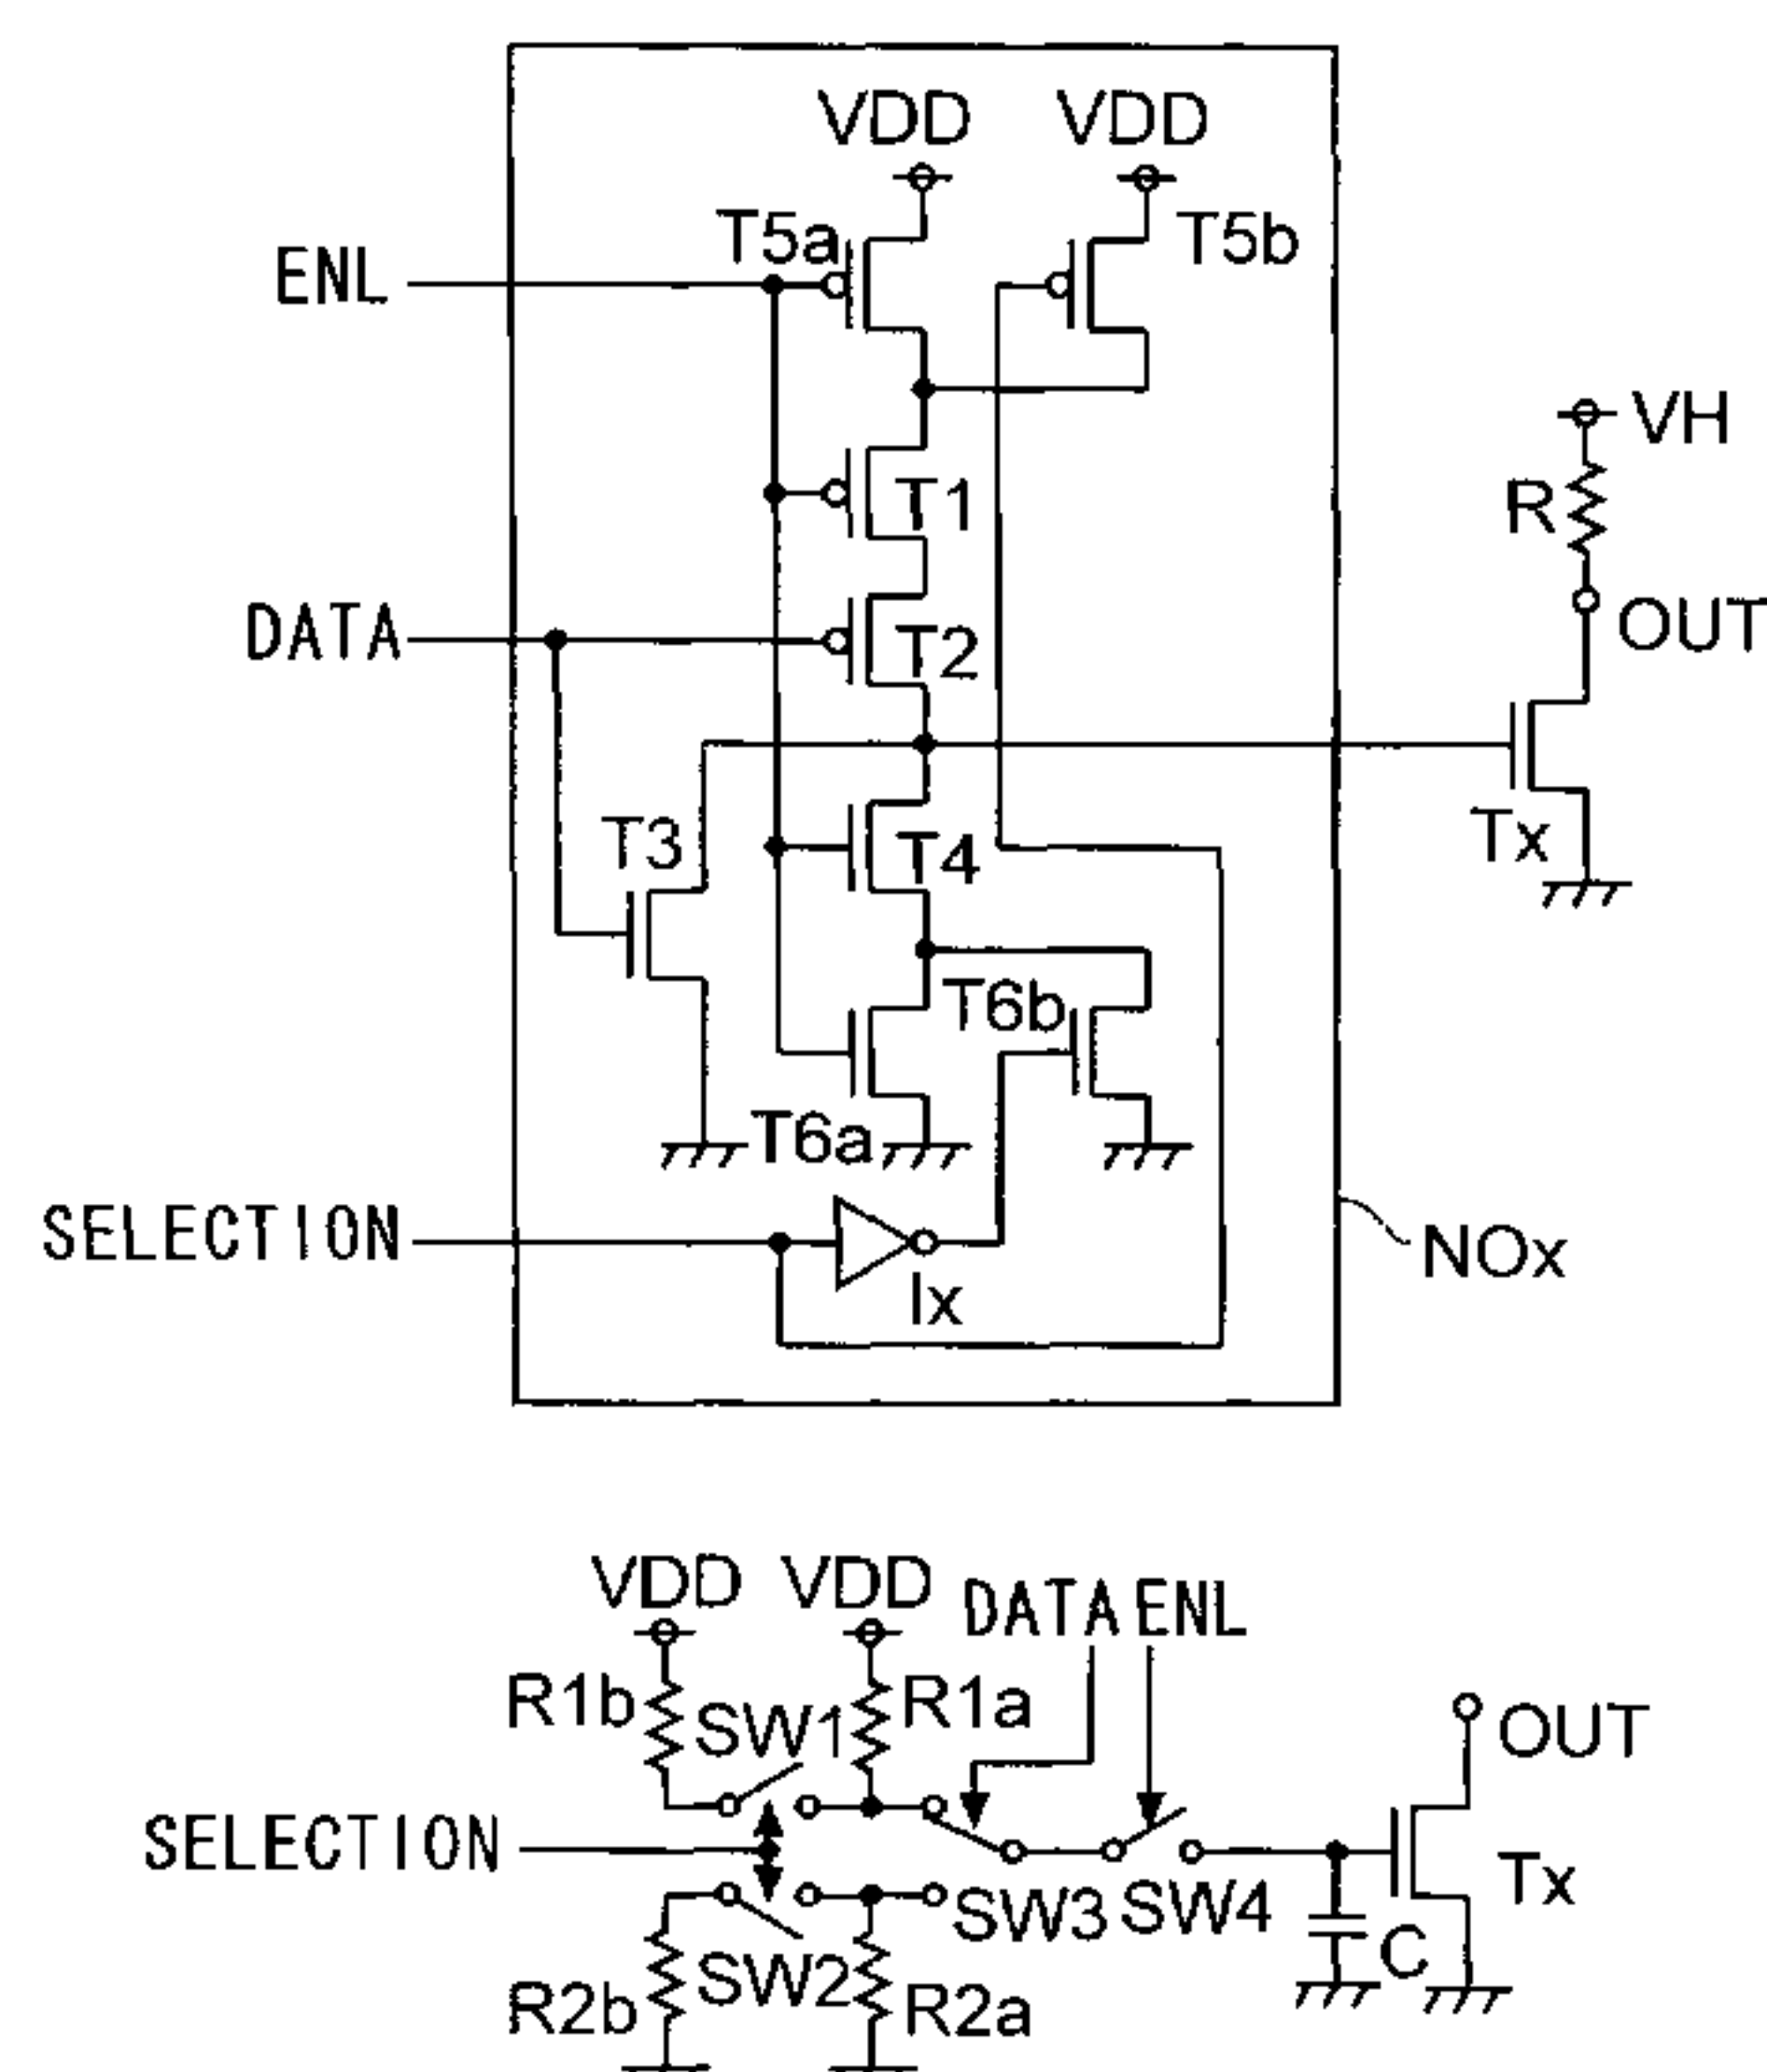 VDD VDD
T5a T5b
ENL
VH
T1 R
DATA T2 OUT
T3 T4 Tx
T6b
T6a
SELECTION NOx
Ix
VDD VDD DATA ENL
R1b SW1 R1a OUT
SELECTION
SW3 SW4 Tx
R2b SW2 R2a C